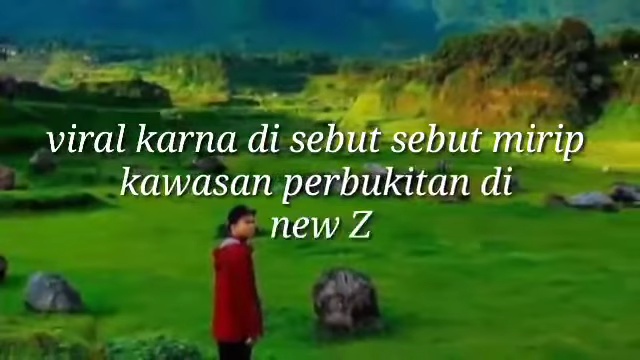 viral karna di sebut sebut mirip
kawasan perbukitan di
new Z